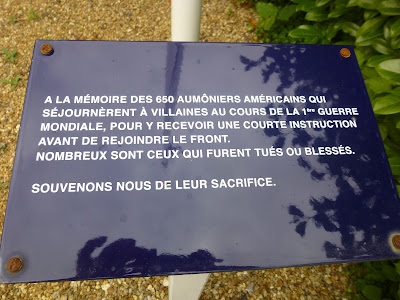 A LA MÉMOIRE DES 650 AUMÔNIERS AMÉRICAINS QUI
SÉJOURNÈRENT À VILLAINES AU COURS DE LA 1ère GUERRE
MONDIALE, POUR Y RECEVOIR UNE COURTE INSTRUCTION
AVANT DE REJOINDRE LE FRONT.
NOMBREUX SONT CEUX QUI FURENT TUÉS OU BLESSÉS.
SOUVENONS NOUS DE LEUR SACRIFICE.